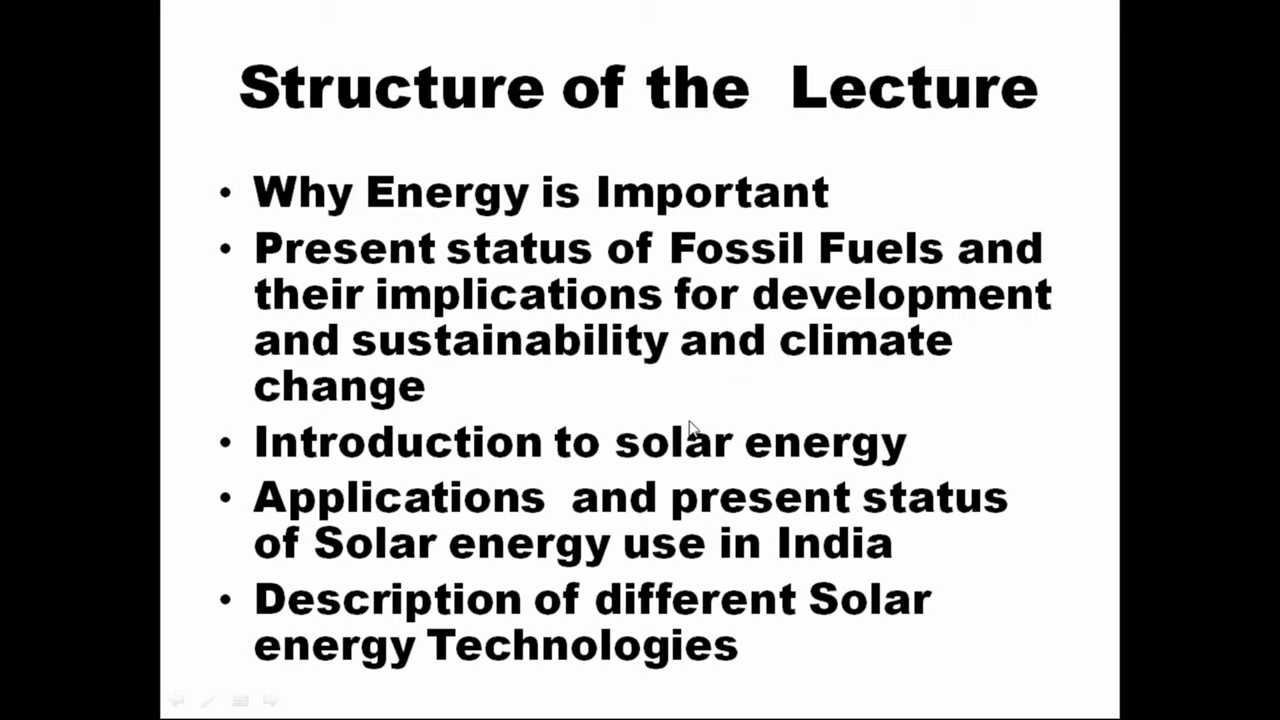 Structure of the Lecture
• Why Energy is Important
• Present status of Fossil Fuels and
their implications for development
and sustainability and climate
change
• Introduction to solar energy
• Applications and present status
of Solar energy use in India
• Description of different Solar
energy Technologies